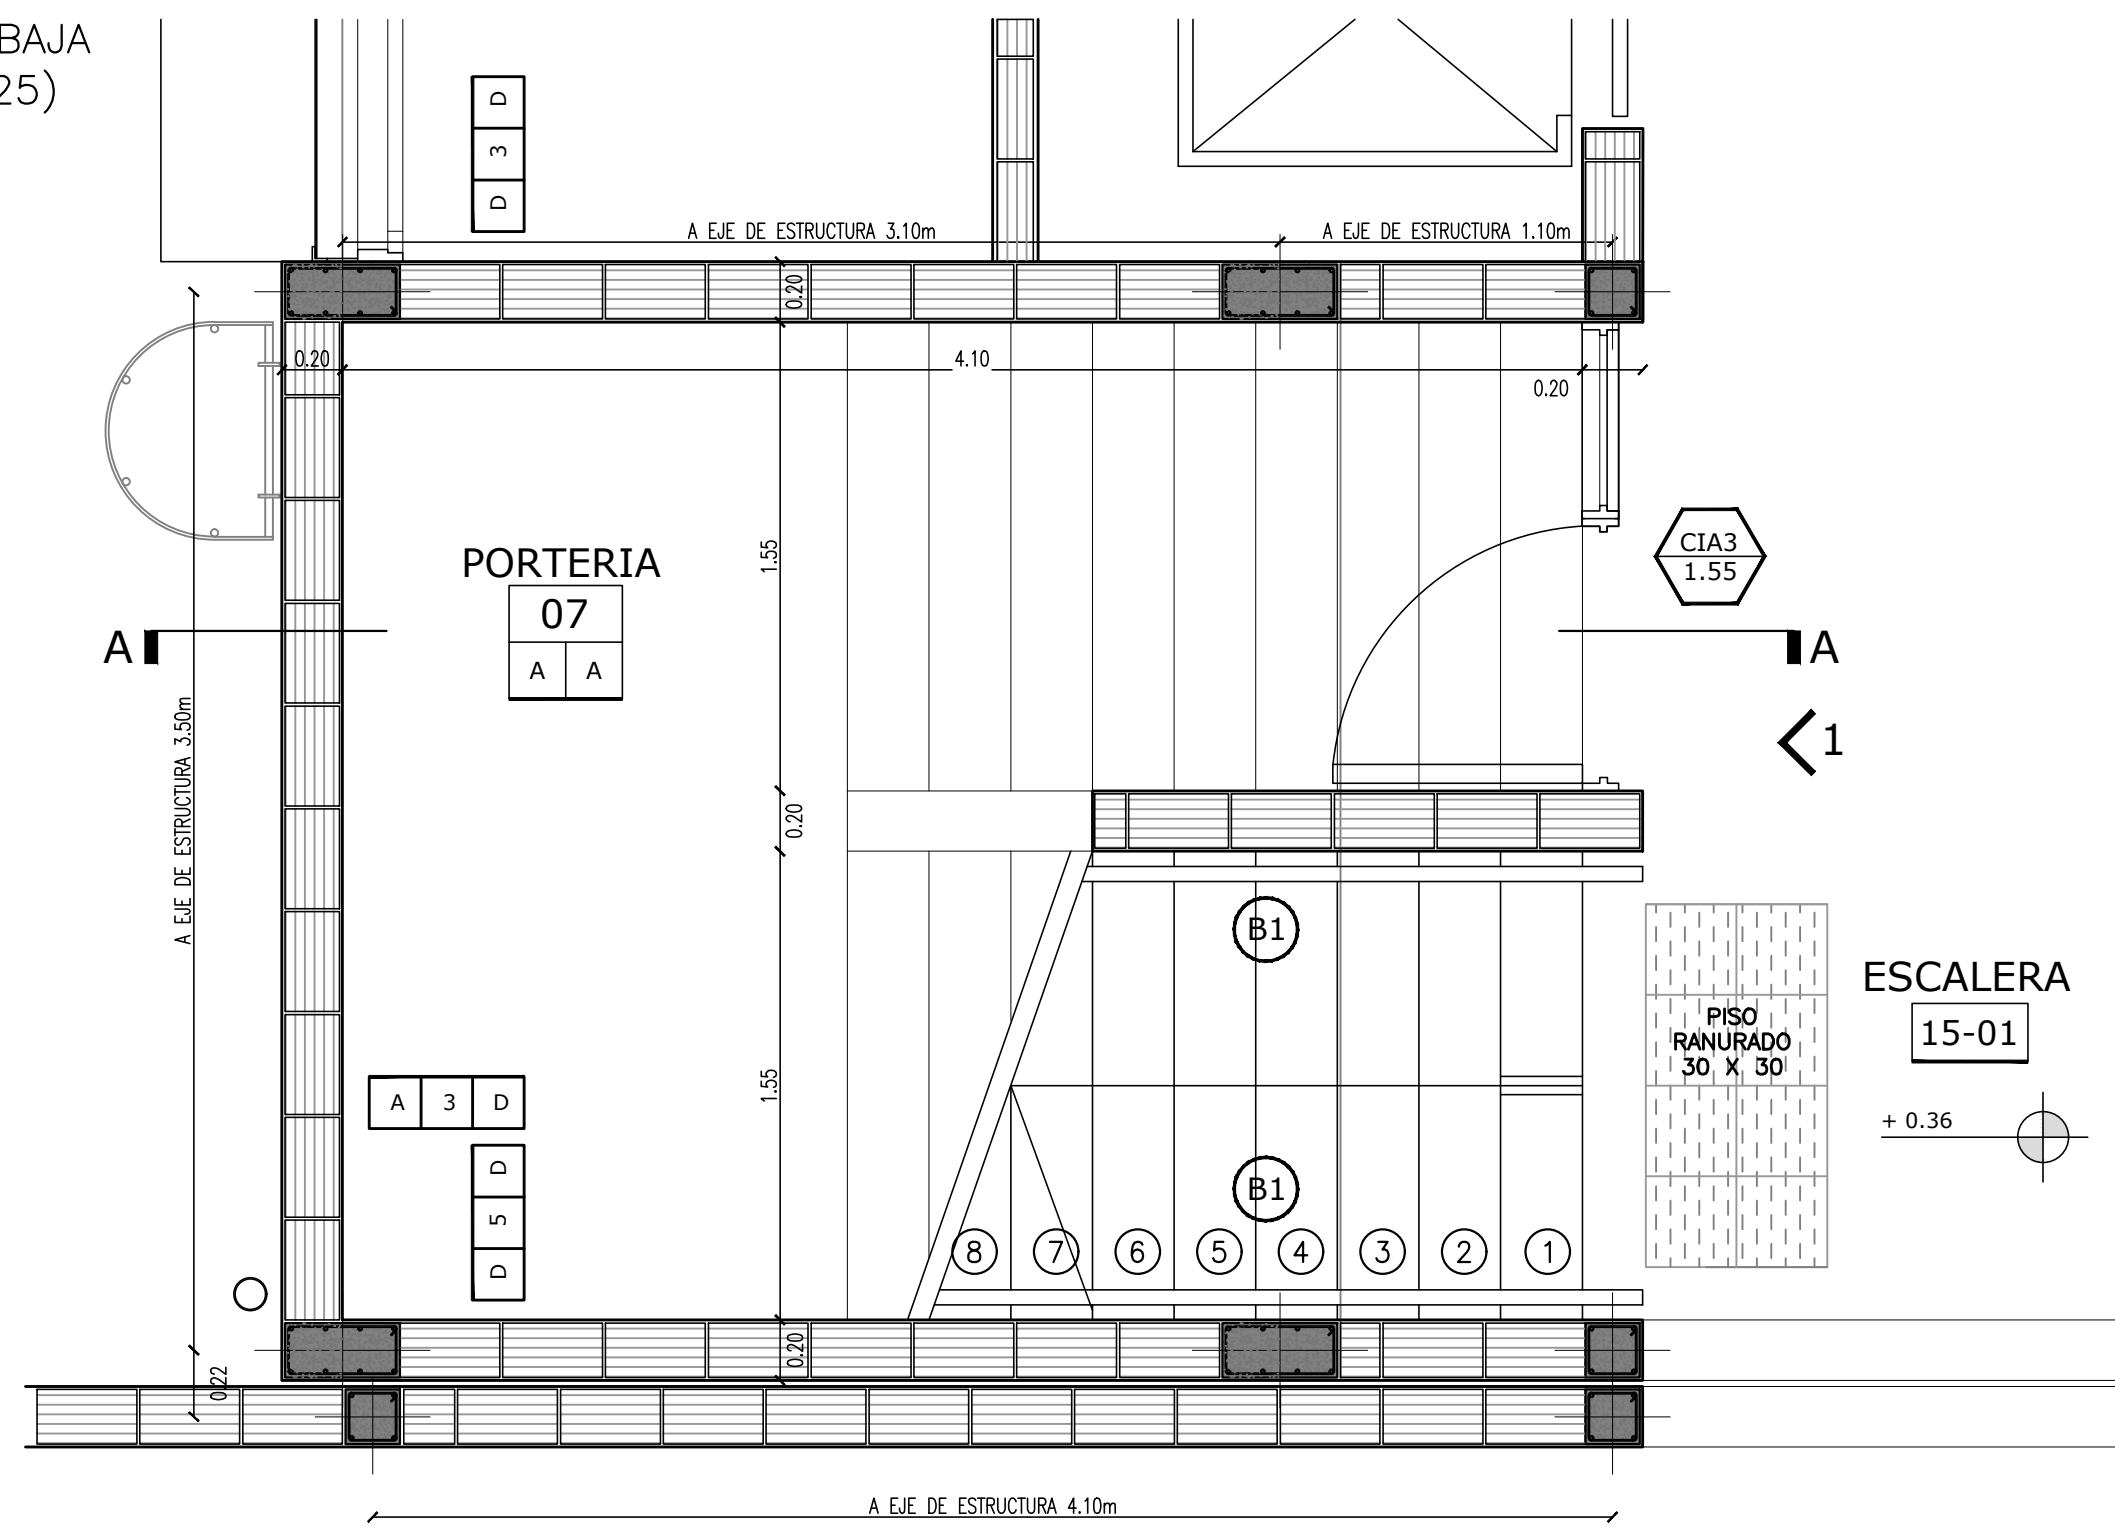 BAJA
25)
D
3
D
A EJE DE ESTRUCTURA 3.10m
A EJE DE ESTRUCTURA 1.10m
0.20
0.20
4.10
0.20
PORTERIA
07
A A
1.55
CIA3
1.55
A
A
1
A EJE DE ESTRUCTURA 3.50m
0.20
B1
ESCALERA
15-01
PISO
RANURADO
30 X 30
+ 0.36
A 3 D
1.55
D
5
D
B1
8 7 6 5 4 3 2 1
0.20
0.22
A EJE DE ESTRUCTURA 4.10m